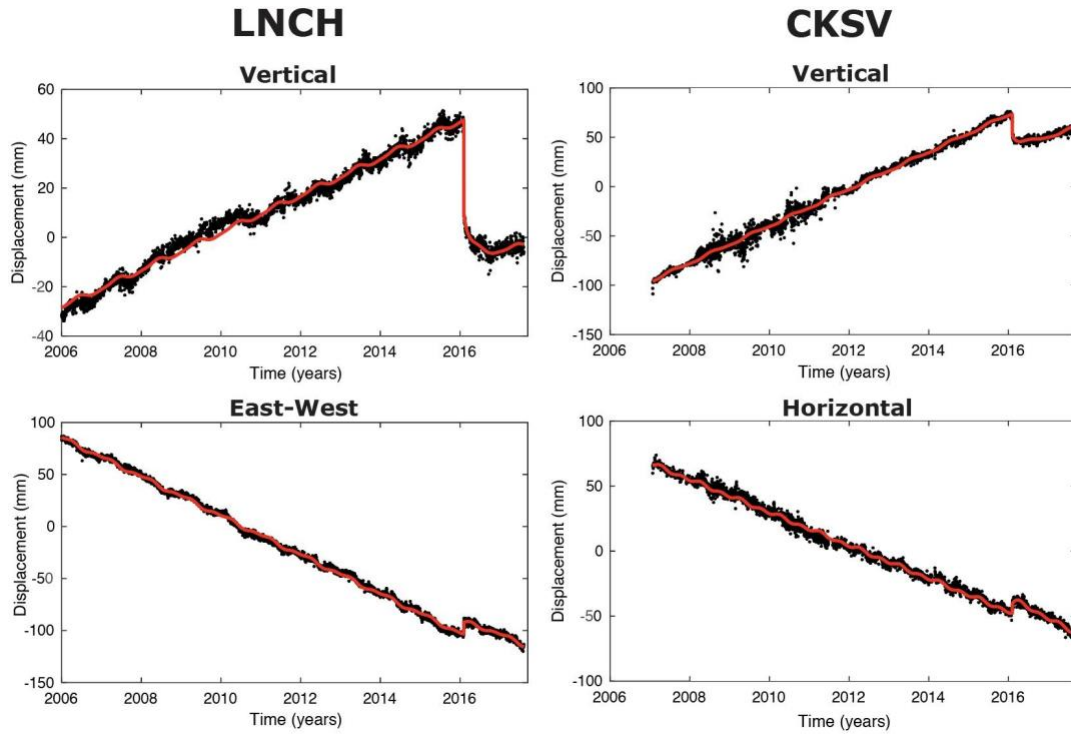 LNCH
Vertical
60
40
20
0
-20
-40
Displacement (mm)
2006 2008 2010 2012 2014 2016
Time (years)
East-West
100
50
0
-50
-100
-150
Displacement (mm)
2006 2008 2010 2012 2014 2016
Time (years)
CKSV
Vertical
100
50
0
-50
-100
-150
Displacement (mm)
2006 2008 2010 2012 2014 2016
Time (years)
Horizontal
100
50
0
-50
-100
Displacement (mm)
2006 2008 2010 2012 2014 2016
Time (years)